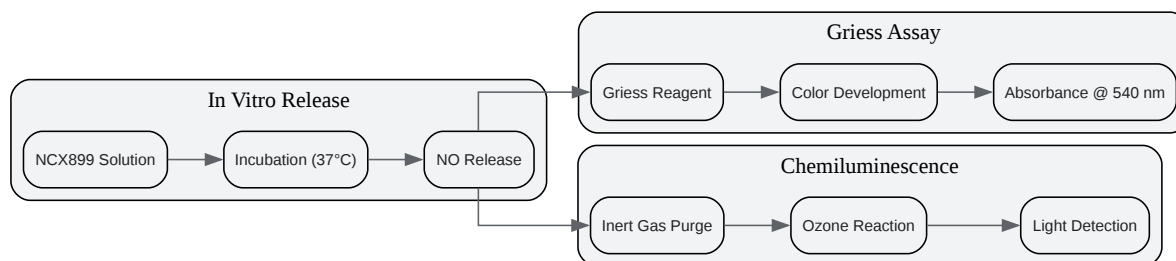 In Vitro Release
NCX899 Solution
Incubation (37°C)
NO Release
Griess Assay
Griess Reagent
Color Development
Absorbance @ 540 nm
Chemiluminescence
Inert Gas Purge
Ozone Reaction
Light Detection